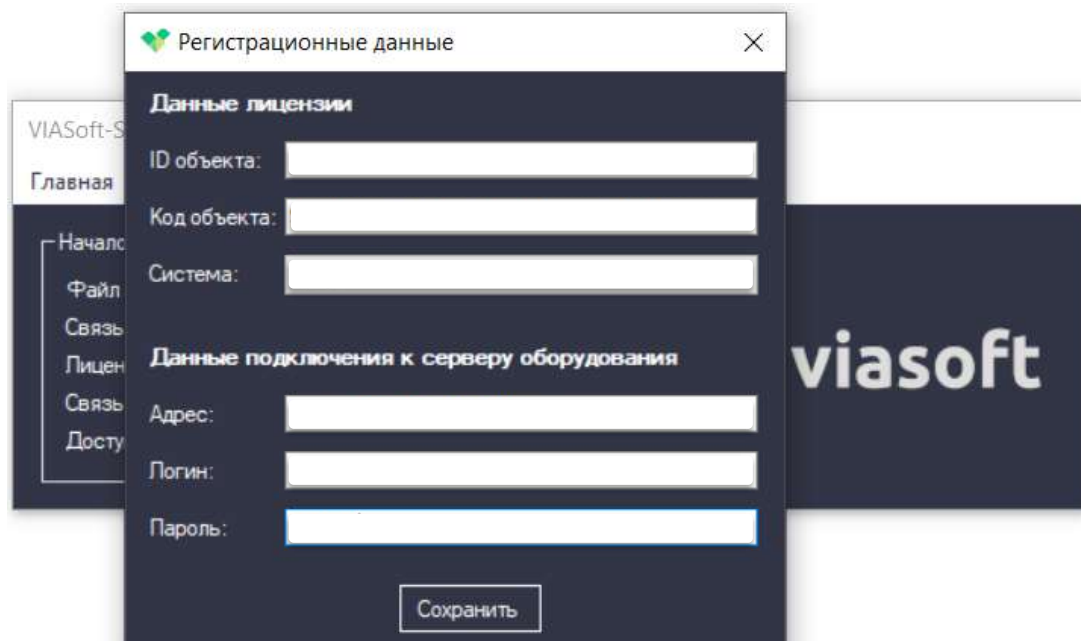 Регистрационные данные
Данные лицензии
VIASoft-S
ID объекта:
Главная
Код объекта:
Начало
Система:
Файл
Связь
Данные подключения к серверу оборудования
viasoft
Лицен
Связь
Адрес:
Досту
Логин:
Пароль:
Сохранить